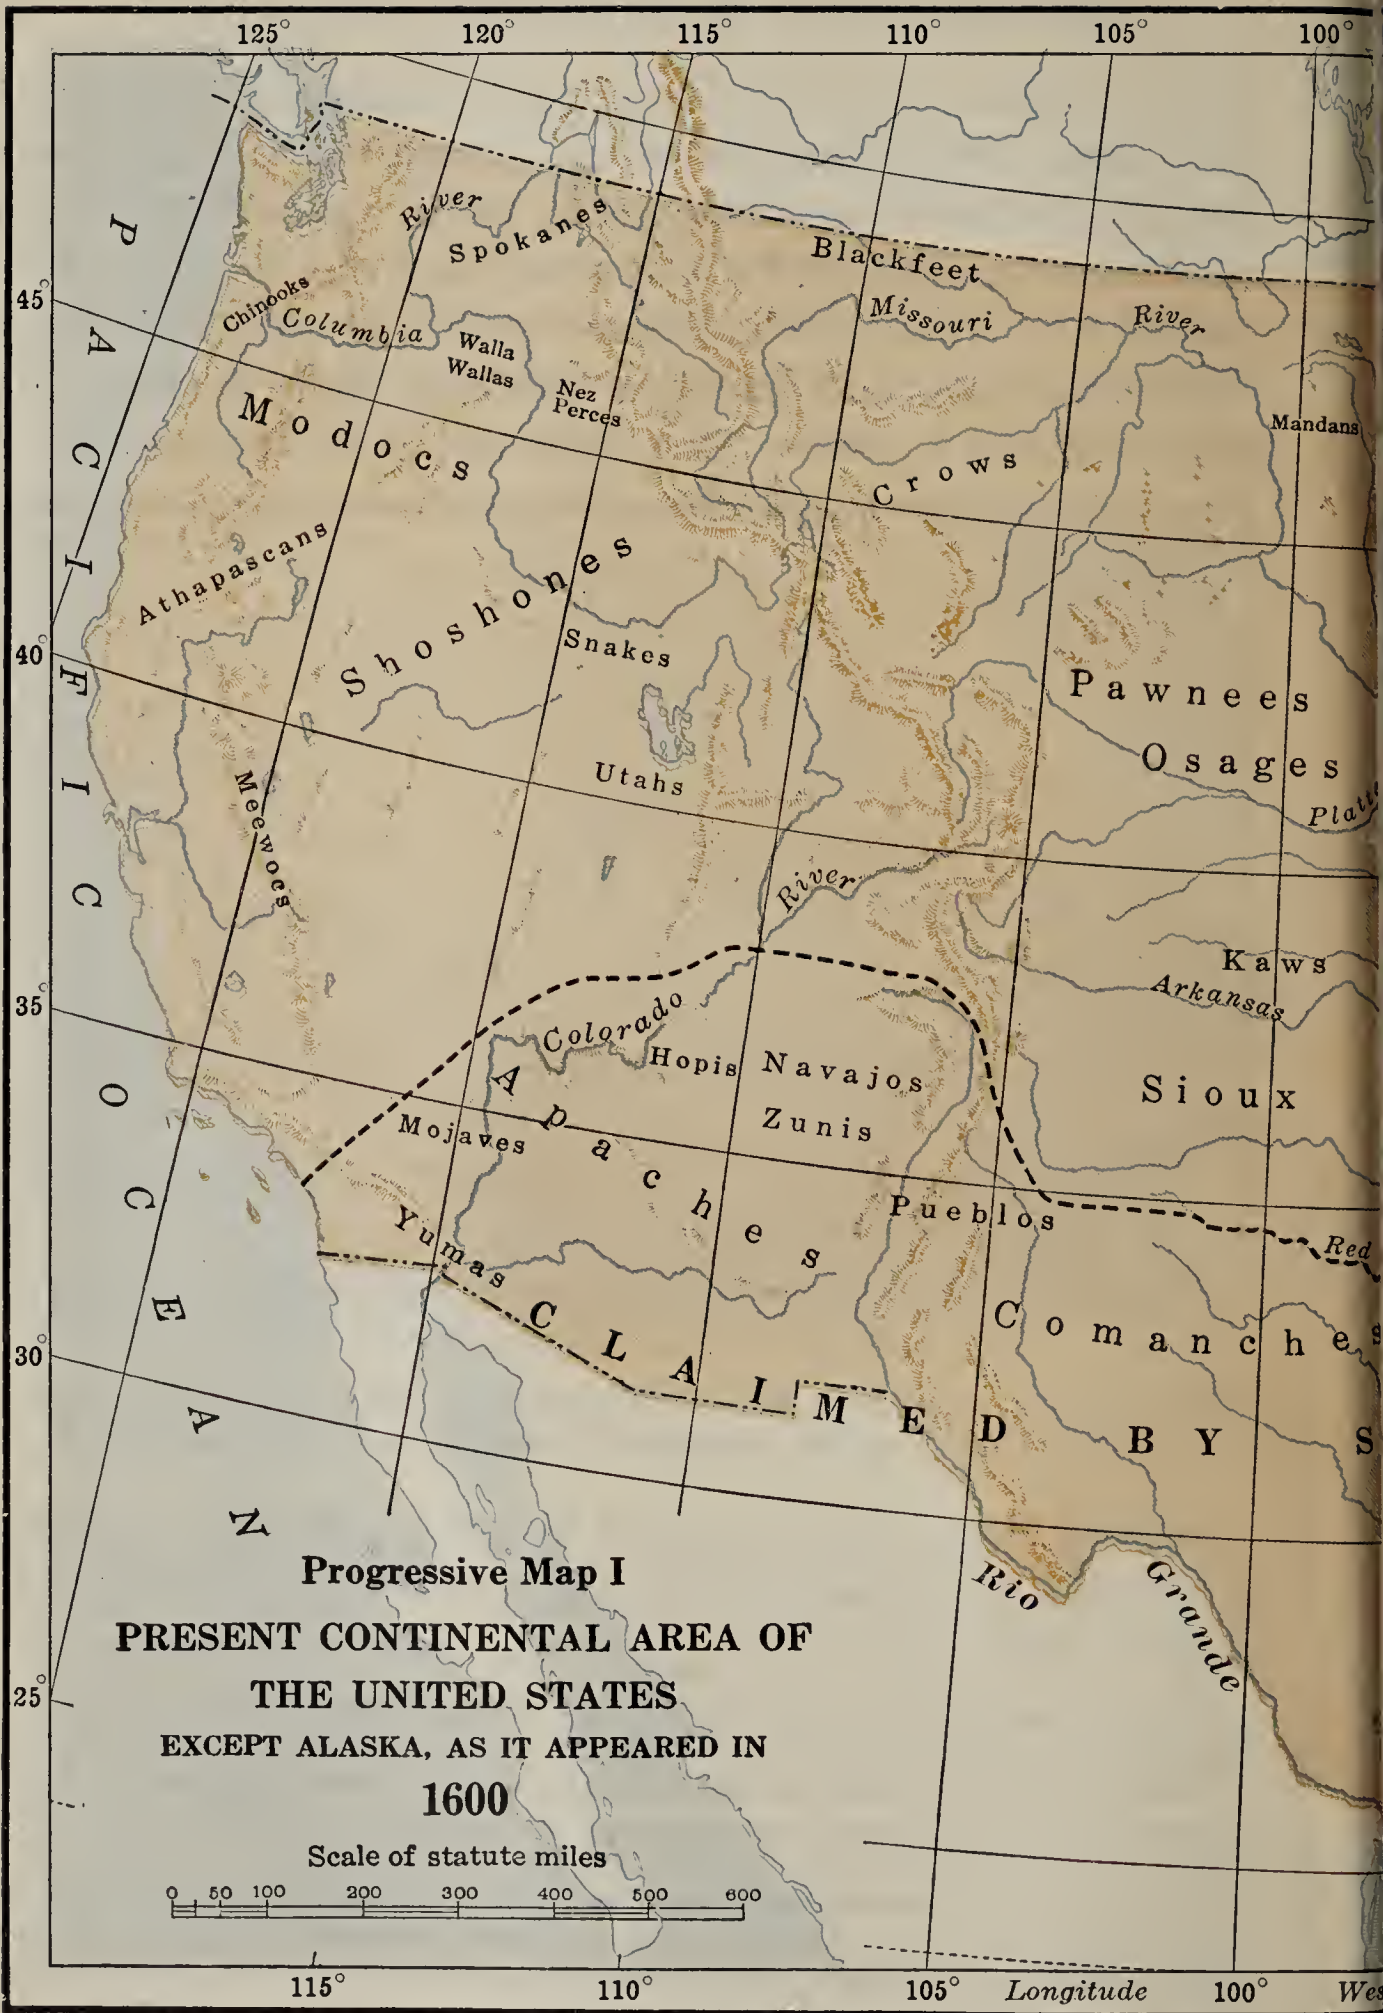 125° 120° 115° 110° 105° 100°
45°
40°
35°
30°
25°
PACIFIC OCEAN
River
Spokanes
Blackfeet
Chinooks
Columbia
Missouri
River
Walla
Wallas
Nez
Perces
Mandans
Modocs
Crows
Athapascans
Shoshones
Snakes
Pawnees
Osages
Utahs
Meewocs
River
Kaws
Arkansas
Colorado
Hopis
Navajos
Apaches
Sioux
Mojaves
Zunis
Pueblos
Yumas
Red
Comanches
CLAIMED BY S
Rio Grande
Progressive Map I
PRESENT CONTINENTAL AREA OF
THE UNITED STATES
EXCEPT ALASKA, AS IT APPEARED IN
1600
Scale of statute miles
0 50 100 200 300 400 500 600
115° 110° 105° Longitude 100° Wes